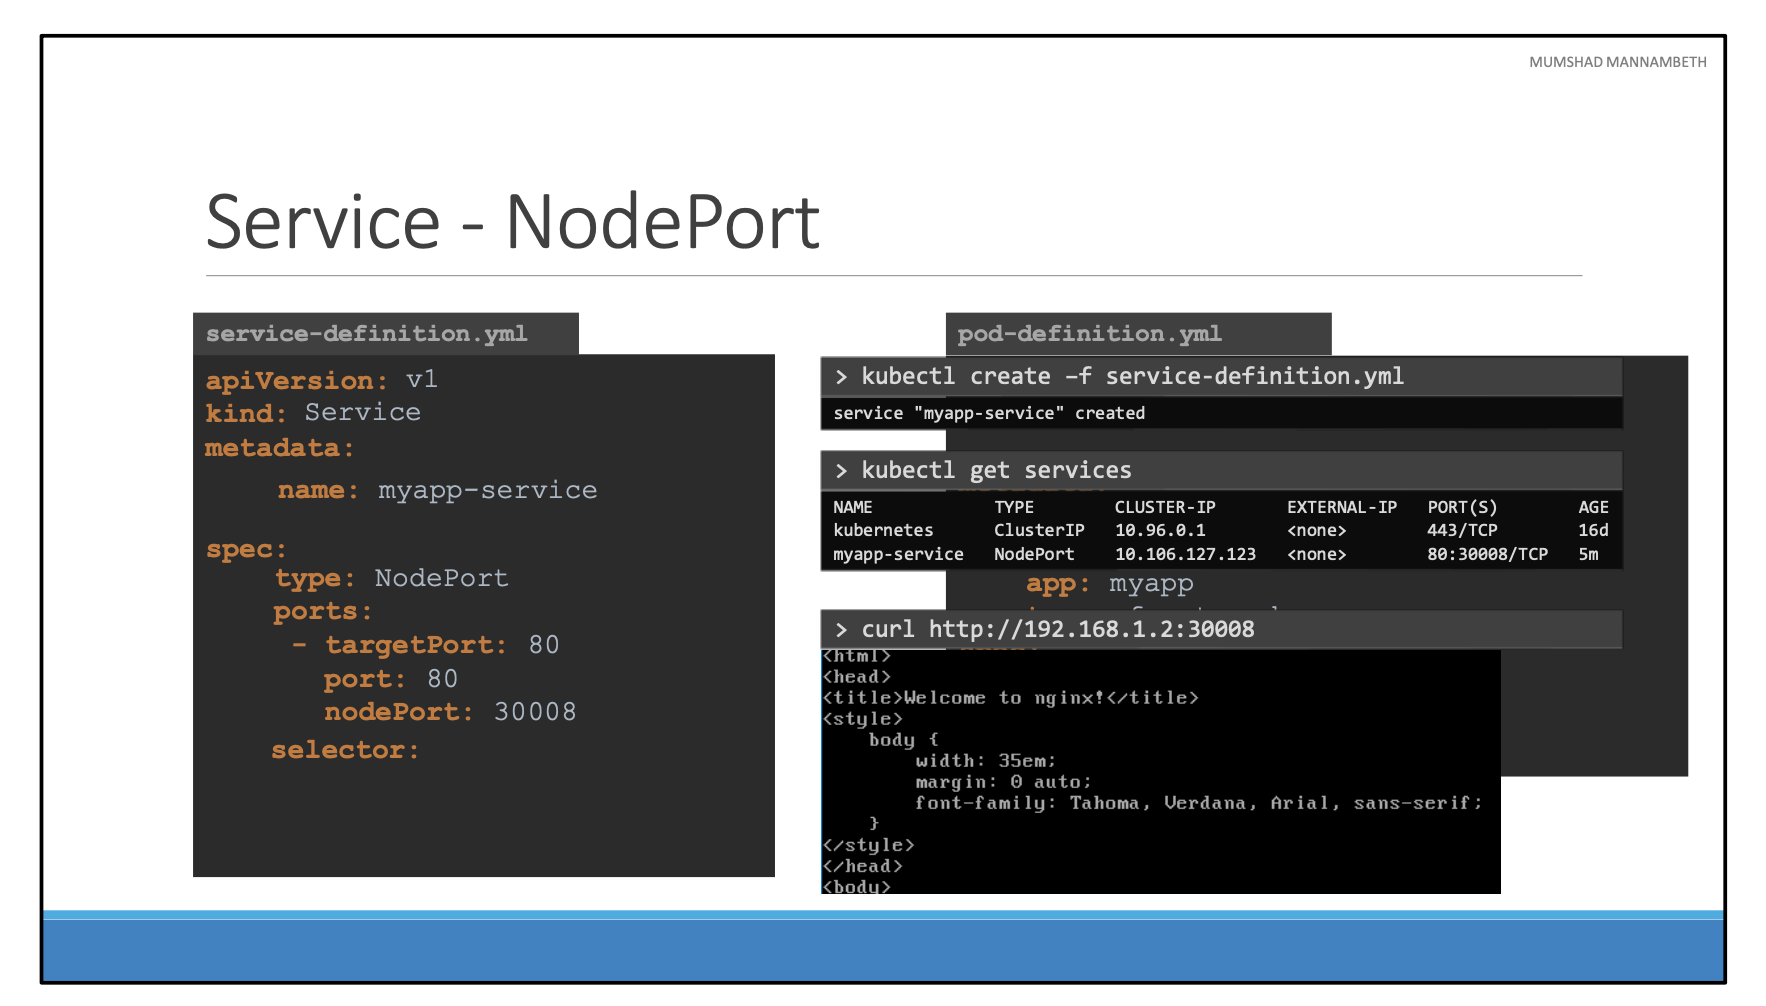 MUMSHAD MANNAMBETH
Service - NodePort
service-definition.yml
apiVersion: v1
kind: Service
metadata:
name: myapp-service
spec:
type: NodePort
ports:
- targetPort: 80
port: 80
nodePort: 30008
selector:
pod-definition.yml
> kubectl create –f service-definition.yml
service "myapp-service" created
> kubectl get services
NAME TYPE CLUSTER-IP EXTERNAL-IP PORT(S) AGE
kubernetes ClusterIP 10.96.0.1 <none> 443/TCP 16d
myapp-service NodePort 10.106.127.123 <none> 80:30008/TCP 5m
app: myapp
> curl http://192.168.1.2:30008
<html>
<head>
<title>Welcome to nginx!</title>
<style>
body {
width: 35em;
margin: 0 auto;
font-family: Tahoma, Verdana, Arial, sans-serif;
}
</style>
</head>
<body>